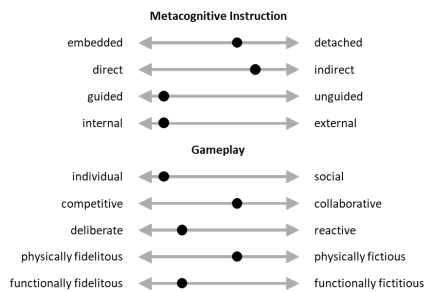 Metacognitive Instruction
embedded detached
direct indirect
guided unguided
internal external
Gameplay
individual social
competitive collaborative
deliberate reactive
physically fidelitous physically fictious
functionally fidelitous functionally fictitious